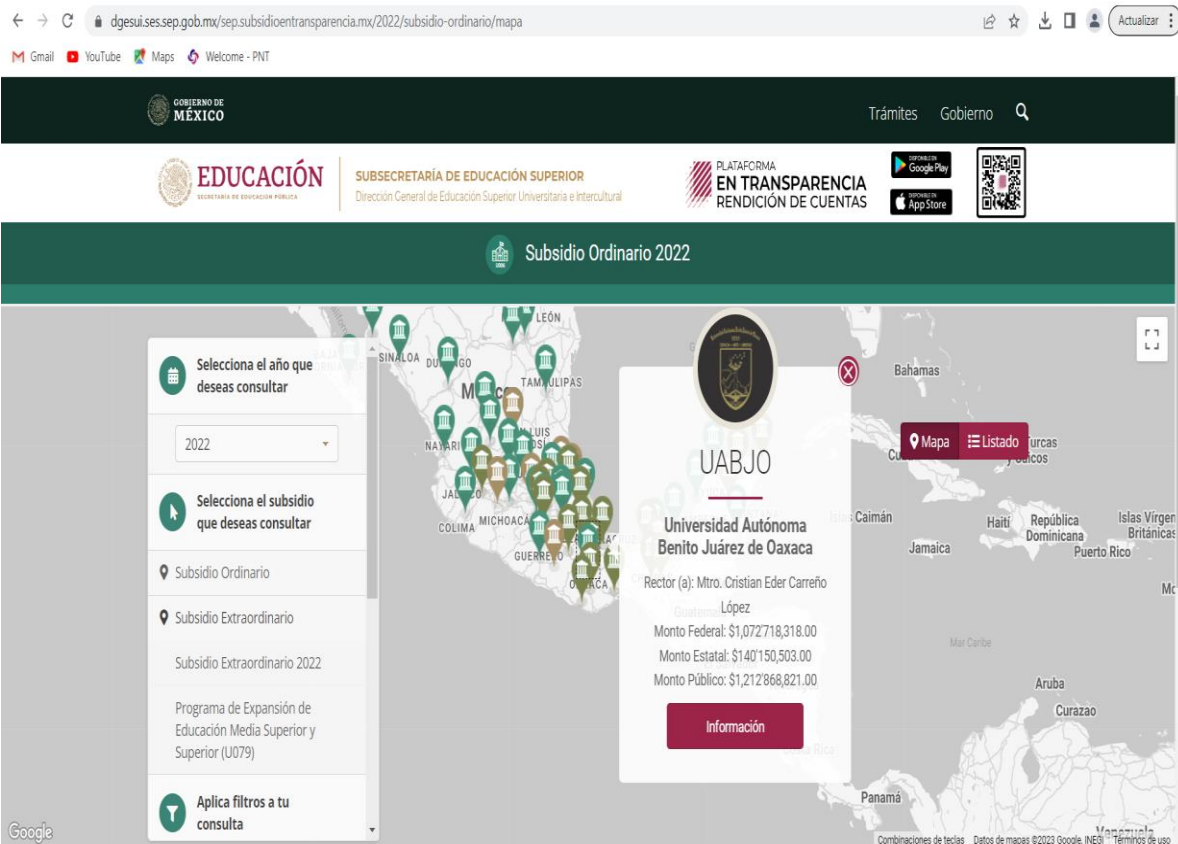 dgesui.ses.sep.gob.mx/sep.subsidioentransparencia.mx/2022/subsidio-ordinario/mapa
Actualizar
Gmail YouTube Maps Welcome - PNT
GOBIERNO DE
MÉXICO
Trámites Gobierno
EDUCACIÓN
SECRETARÍA DE EDUCACIÓN PÚBLICA
SUBSECRETARÍA DE EDUCACIÓN SUPERIOR
Dirección General de Educación Superior Universitaria e Intercultural
PLATAFORMA
EN TRANSPARENCIA
RENDICIÓN DE CUENTAS
DISPONIBLE EN
Google Play
DISPONIBLE EN
App Store
Subsidio Ordinario 2022
Selecciona el año que
deseas consultar
2022
Selecciona el subsidio
que deseas consultar
Subsidio Ordinario
Subsidio Extraordinario
Subsidio Extraordinario 2022
Programa de Expansión de
Educación Media Superior y
Superior (U079)
Aplica filtros a tu
consulta
LEÓN
SINALOA
TAMAULIPAS
COLIMA
MICHOACÁ
GUERRERO
UABJO
Universidad Autónoma
Benito Juárez de Oaxaca
Rector (a): Mtro. Cristian Eder Carreño
López
Monto Federal: $1,072'718,318.00
Monto Estatal: $140'150,503.00
Monto Público: $1,212'868,821.00
Información
Mapa Listado
Bahamas
Caimán
Jamaica
Haití
República
Dominicana
Puerto Rico
Islas Vírgen
Británicas
Mar Caribe
Aruba
Curazao
Panamá
Venezuela
Google
Combinaciones de teclas Datos de mapas ©2023 Google, INEGI Términos de uso